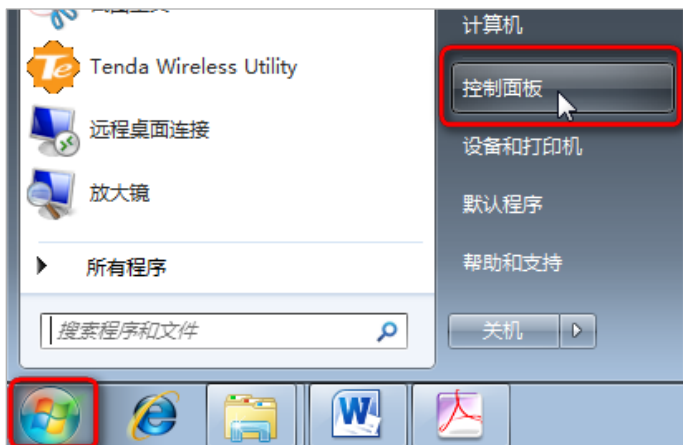 计算机
Tenda Wireless Utility
控制面板
远程桌面连接
设备和打印机
放大镜
默认程序
所有程序
帮助和支持
搜索程序和文件
关机